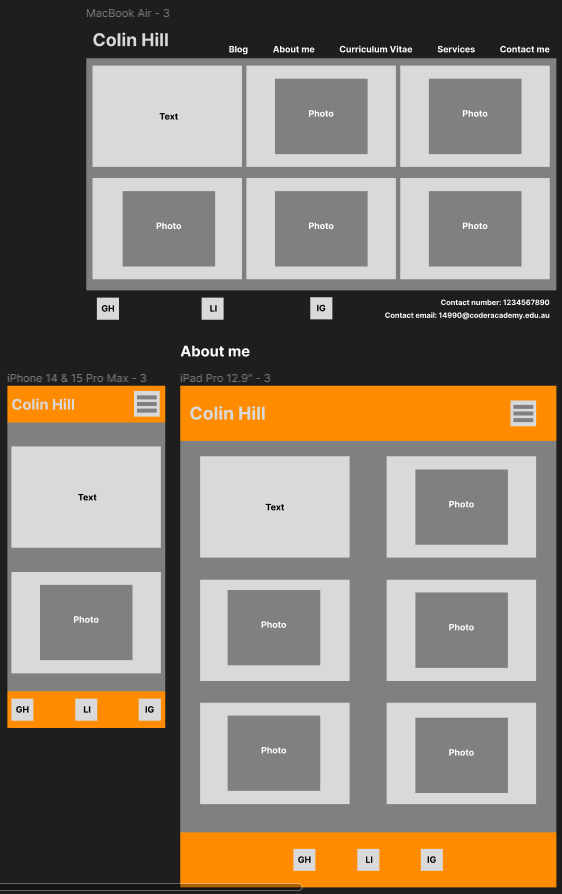 MacBook Air - 3
Colin Hill
Blog About me Curriculum Vitae Services Contact me
Text Photo Photo
Photo Photo Photo
GH LI IG
Contact number: 1234567890
Contact email: 14990@coderacademy.edu.au
About me
iPhone 14 & 15 Pro Max - 3
Colin Hill
Text
Photo
GH LI IG
iPad Pro 12.9" - 3
Colin Hill
Text Photo
Photo Photo
Photo Photo
GH LI IG